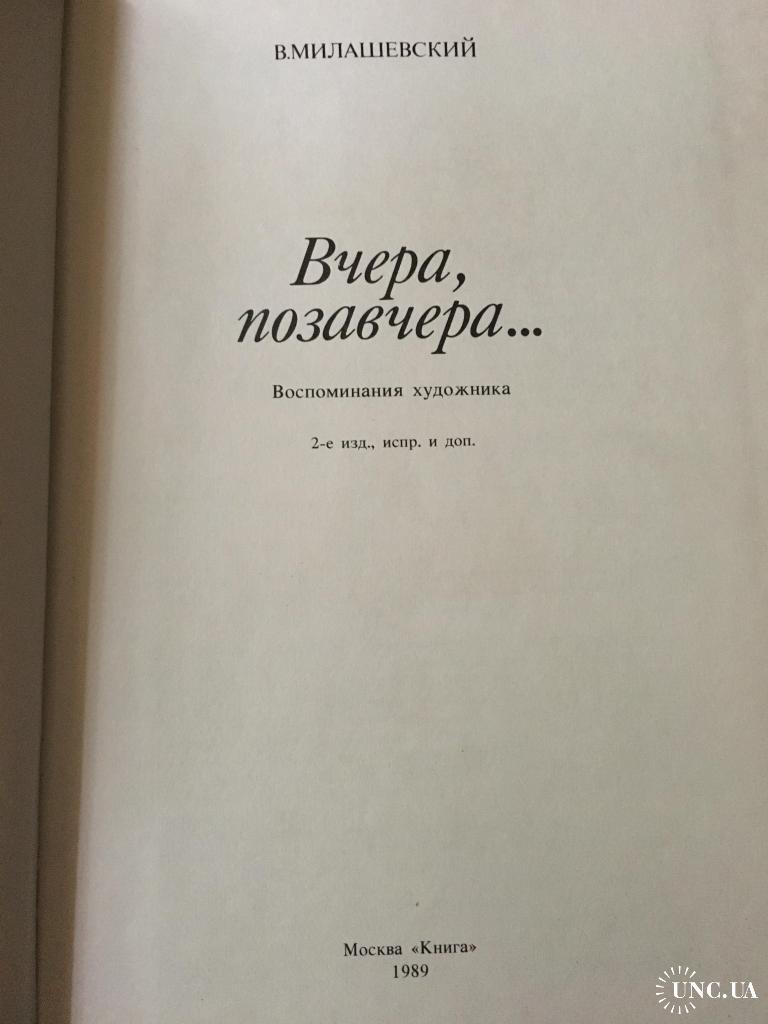 В.МИЛАШЕВСКИЙ
Вчера,
позавчера...
Воспоминания художника
2-е изд., испр. и доп.
Москва «Книга»
1989
UNC.UA